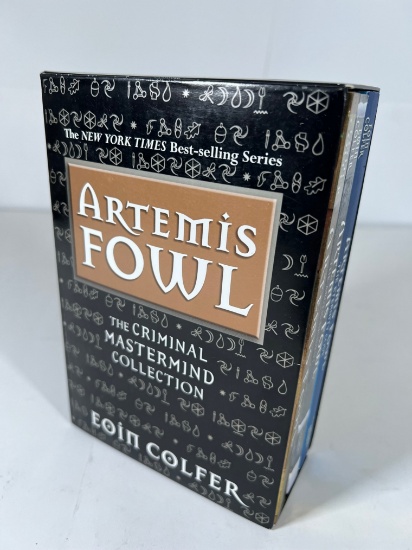 The NEW YORK TIMES Best-selling Series
ARTEMIS
FOWL
THE CRIMINAL
MASTERMIND
COLLECTION
EOIN COLFER